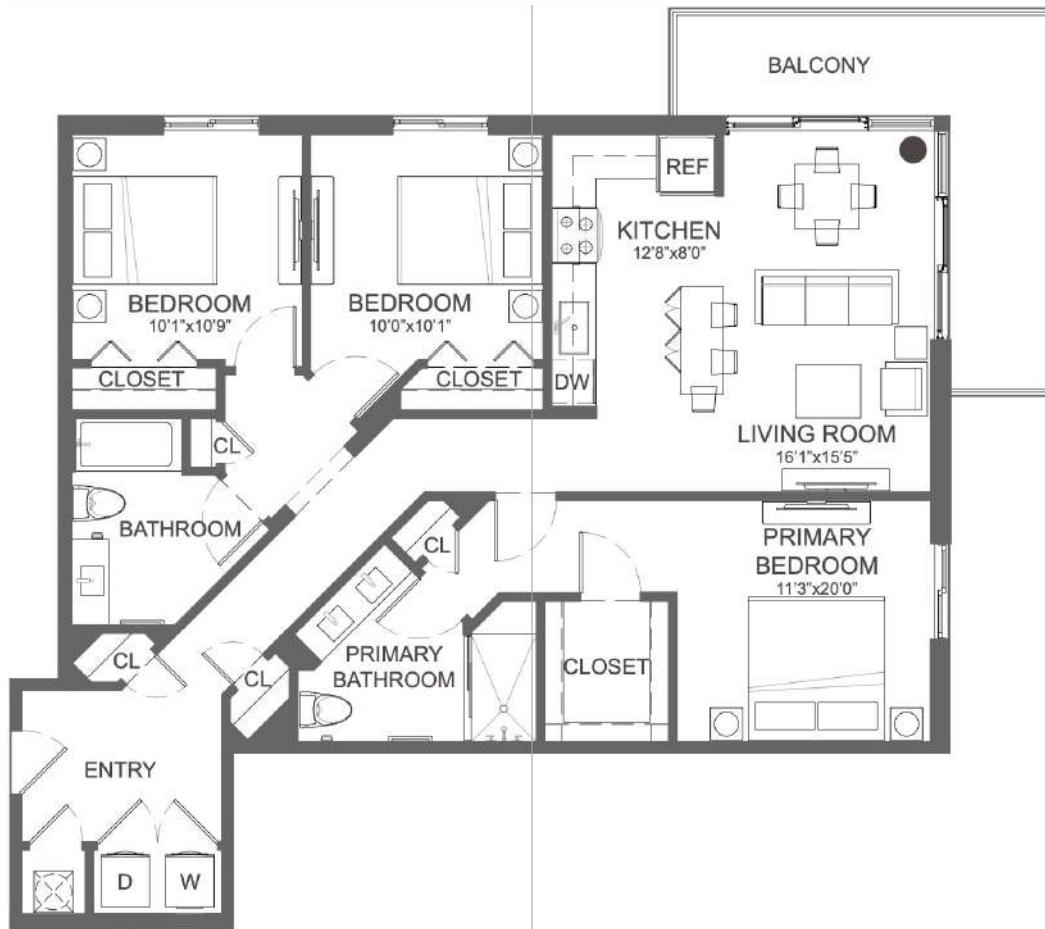 BALCONY
REF
KITCHEN
12'8"x8'0"
BEDROOM
10'1"x10'9"
BEDROOM
10'0"x10'1"
CLOSET
CLOSET
DW
LIVING ROOM
16'1"x15'5"
CL
BATHROOM
CL
PRIMARY
BEDROOM
11'3"x20'0"
CL
CL
PRIMARY
BATHROOM
CLOSET
ENTRY
D
W